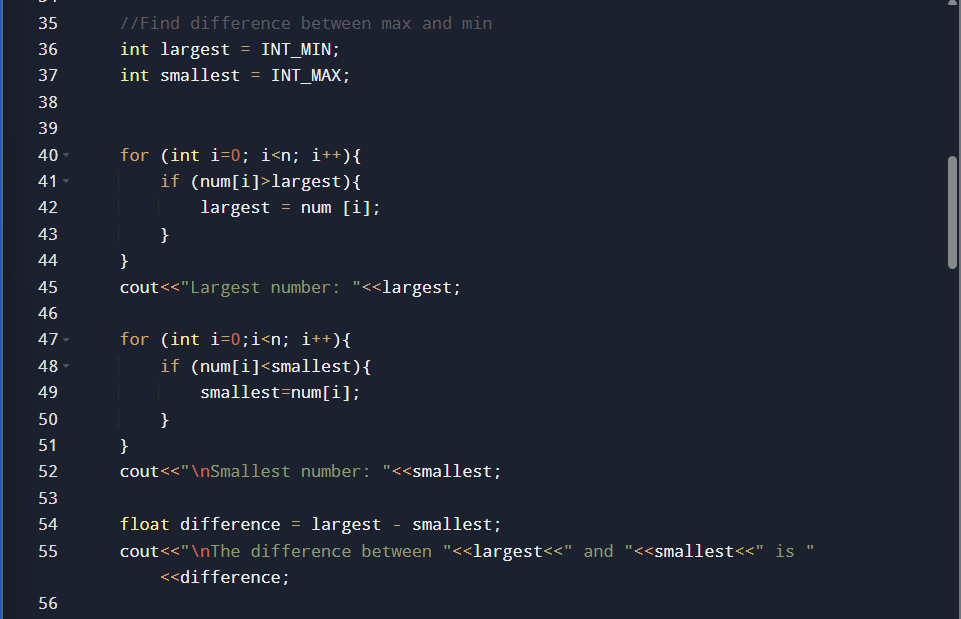 35 //Find difference between max and min
36 int largest = INT_MIN;
37 int smallest = INT_MAX;
38
39
40 for (int i=0; i<n; i++){
41 if (num[i]>largest){
42 largest = num [i];
43 }
44 }
45 cout<<"Largest number: "<<largest;
46
47 for (int i=0;i<n; i++){
48 if (num[i]<smallest){
49 smallest=num[i];
50 }
51 }
52 cout<<"\nSmallest number: "<<smallest;
53
54 float difference = largest - smallest;
55 cout<<"\nThe difference between "<<largest<<" and "<<smallest<<" is "
<<difference;
56